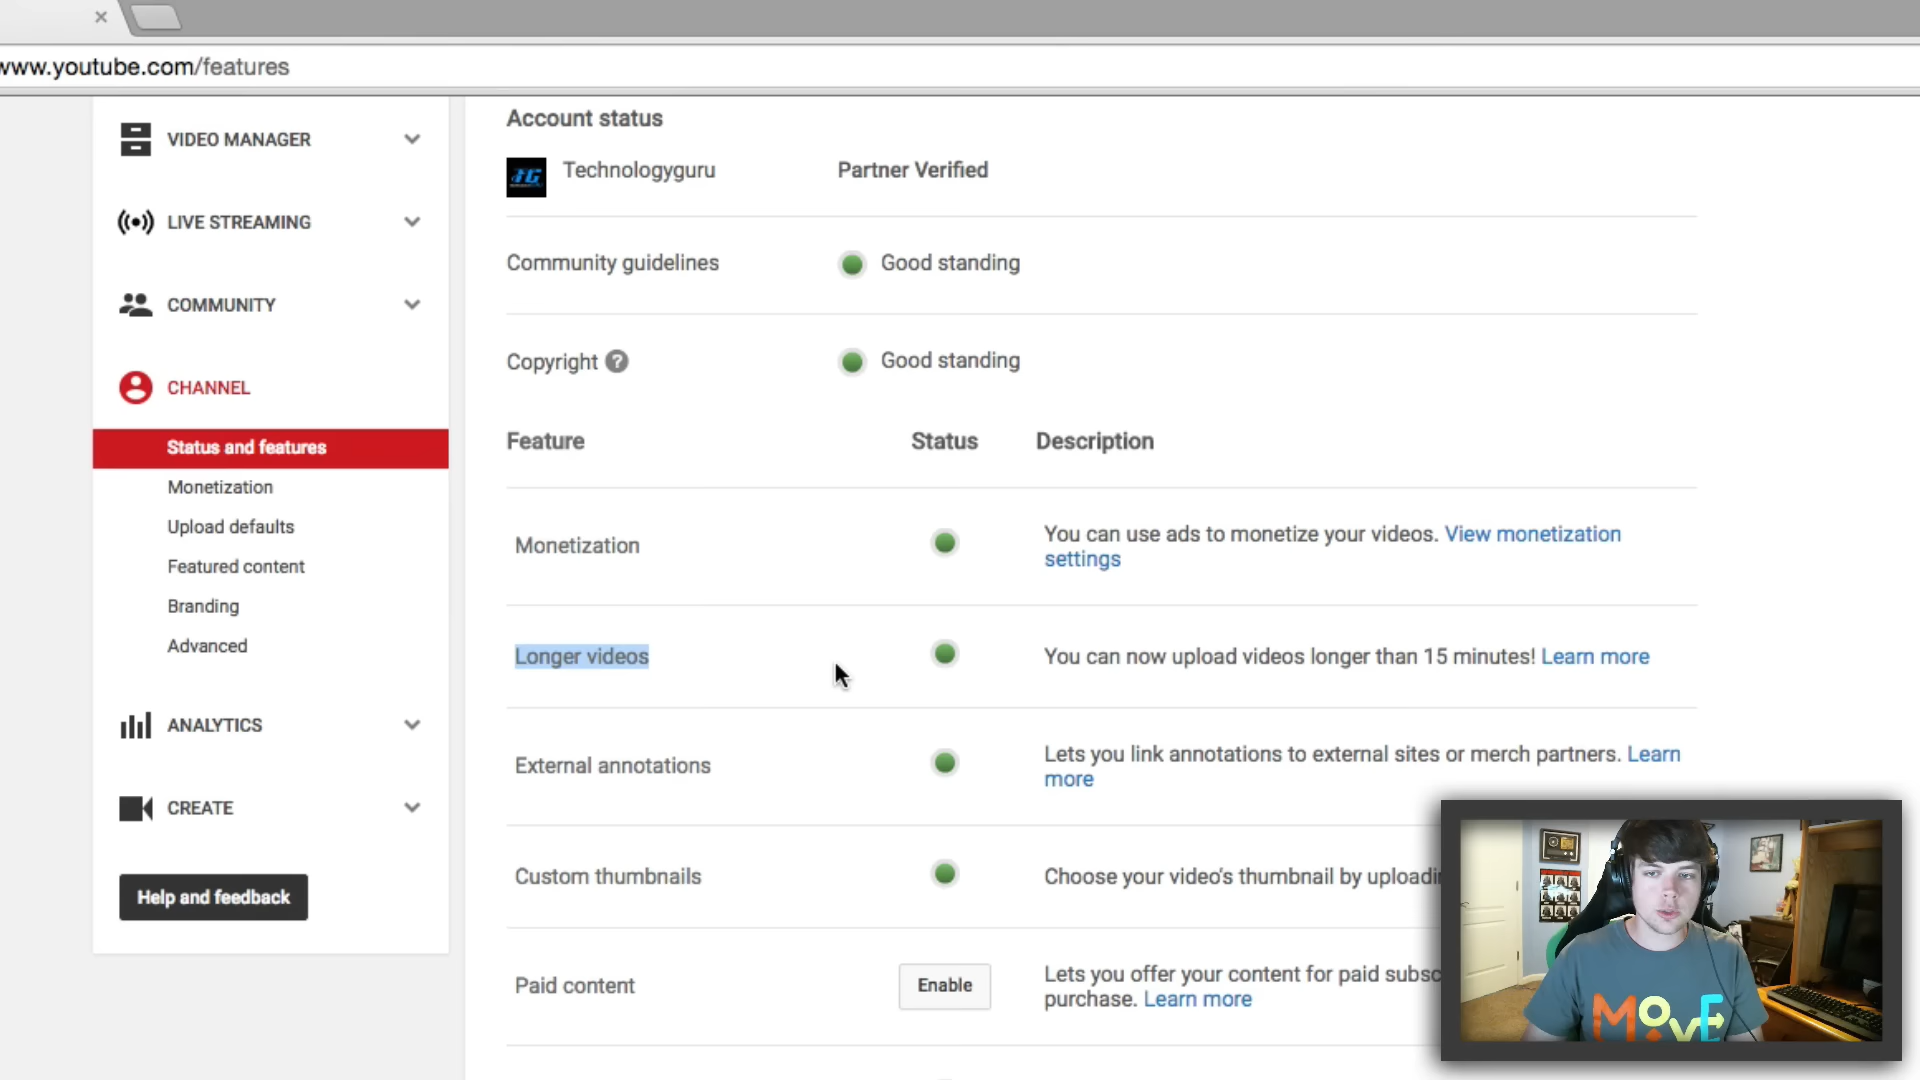 www.youtube.com/features
VIDEO MANAGER
LIVE STREAMING
COMMUNITY
CHANNEL
Status and features
Monetization
Upload defaults
Featured content
Branding
Advanced
ANALYTICS
CREATE
Help and feedback
Account status
Technologyguru Partner Verified
Community guidelines Good standing
Copyright ? Good standing
Feature Status Description
Monetization You can use ads to monetize your videos. View monetization
settings
Longer videos You can now upload videos longer than 15 minutes! Learn more
External annotations Lets you link annotations to external sites or merch partners. Learn
more
Custom thumbnails Choose your video's thumbnail by uploadi
Paid content Enable Lets you offer your content for paid subsc
purchase. Learn more
MOVE